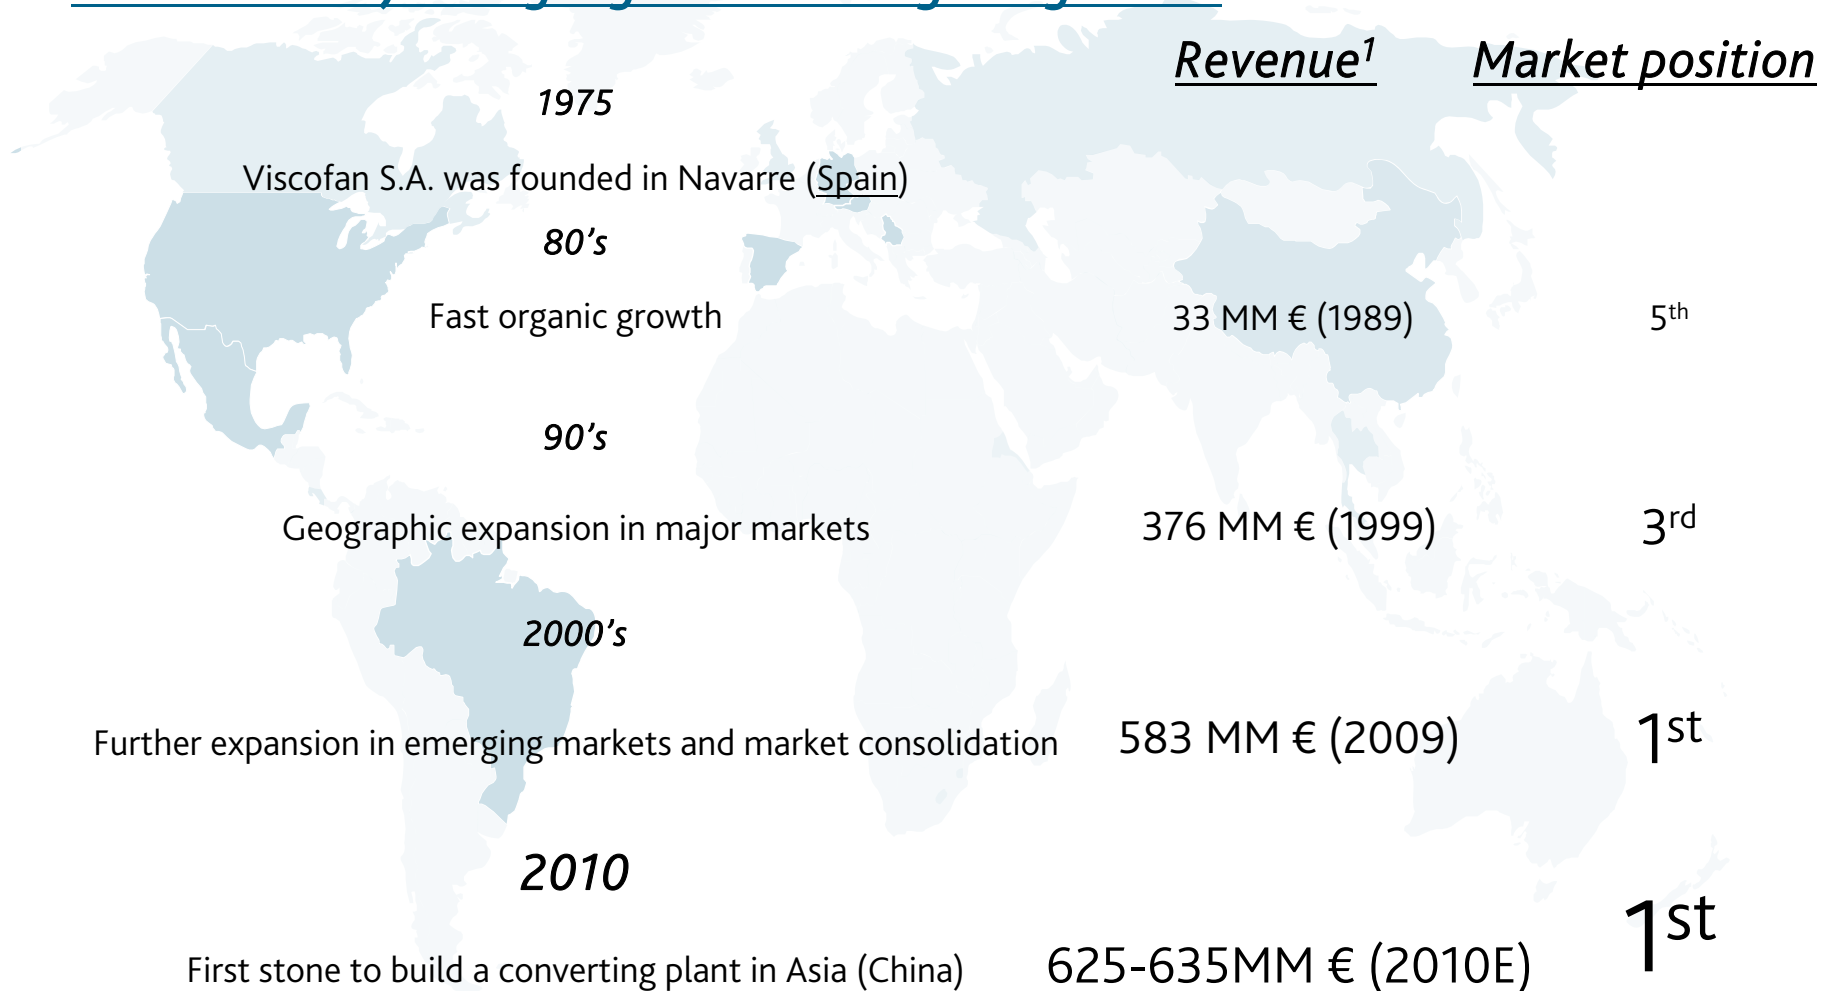 Revenue¹ Market position
1975
Viscofan S.A. was founded in Navarre (Spain)
80’s
Fast organic growth 33 MM € (1989) 5th
90’s
Geographic expansion in major markets 376 MM € (1999) 3rd
2000’s
Further expansion in emerging markets and market consolidation 583 MM € (2009) 1st
2010
First stone to build a converting plant in Asia (China) 625-635MM € (2010E) 1st